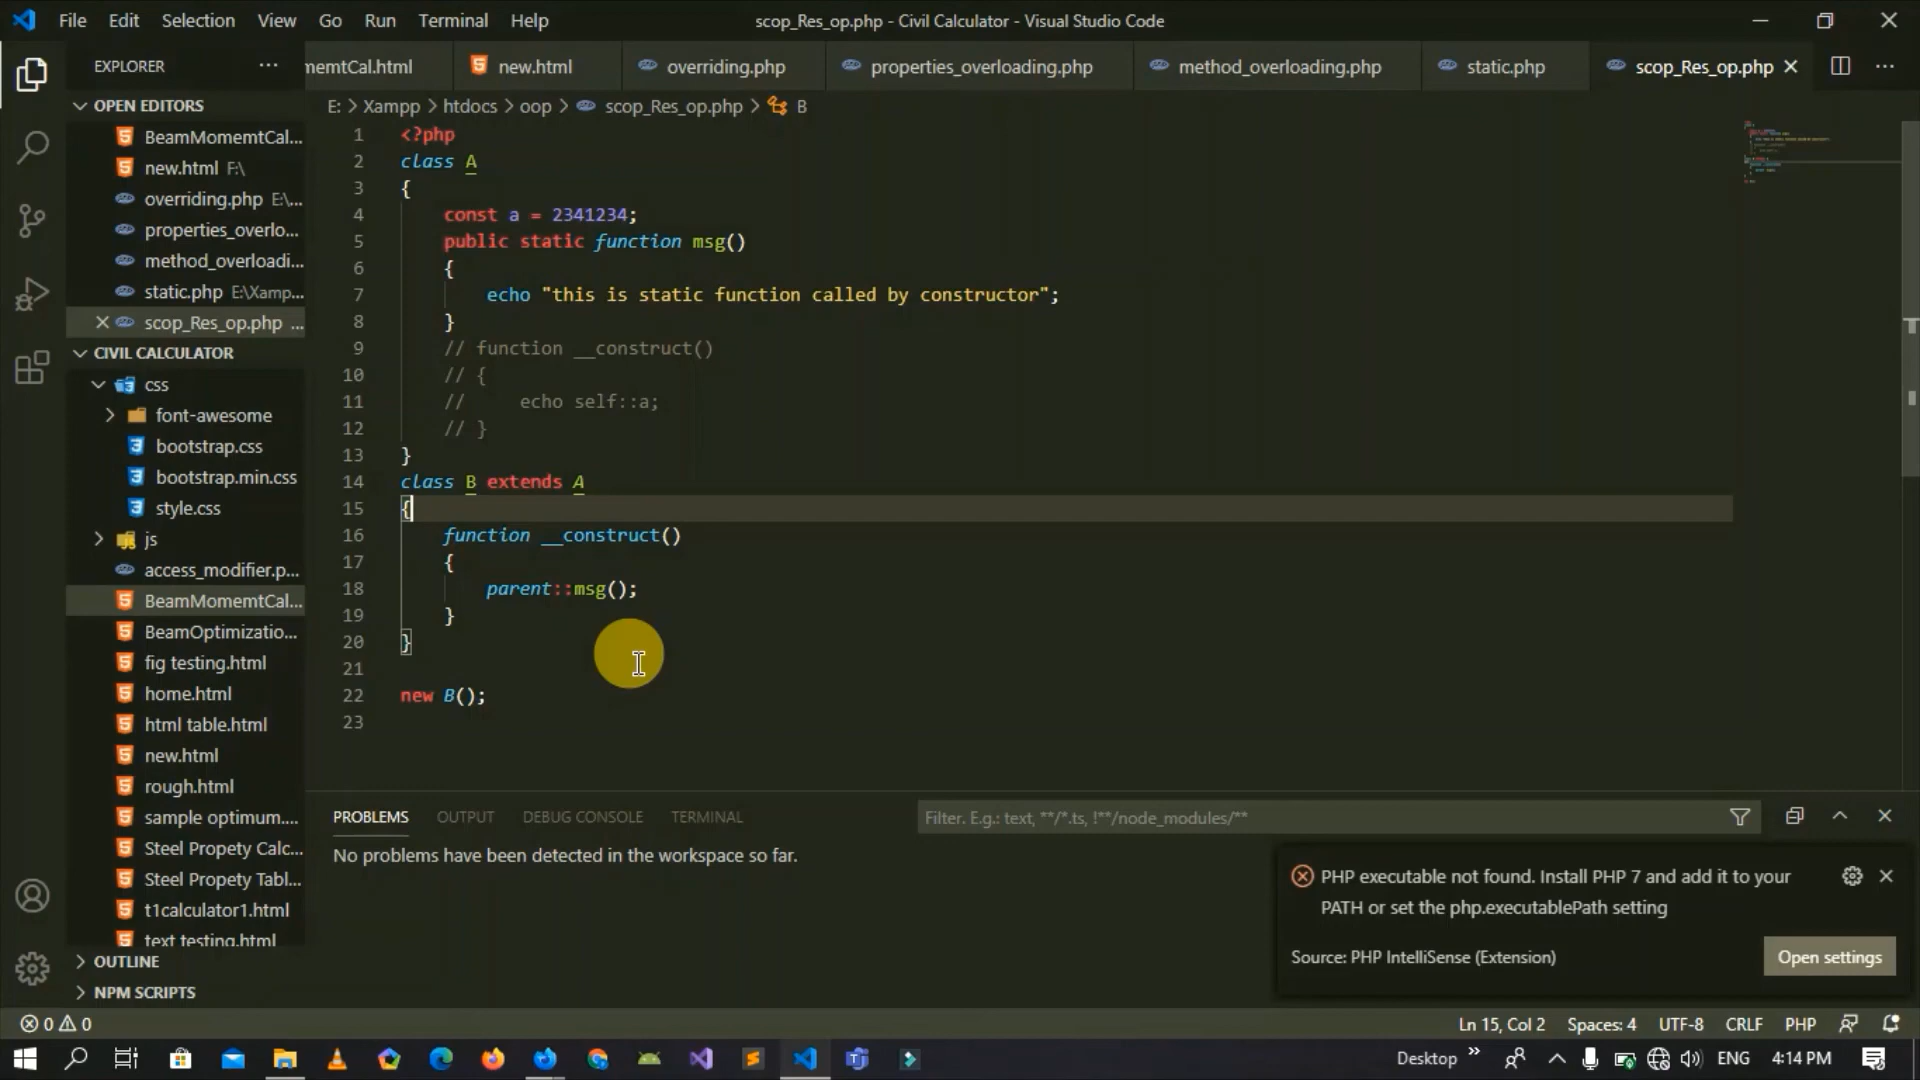 File Edit Selection View Go Run Terminal Help
scop_Res_op.php - Civil Calculator - Visual Studio Code
EXPLORER
memtCal.html
new.html
overriding.php
properties_overloading.php
method_overloading.php
static.php
scop_Res_op.php
OPEN EDITORS
BeamMomemtCal...
new.html F:\
overriding.php E:\...
properties_overlo...
method_overloadi...
static.php E:\Xamp...
scop_Res_op.php ...
CIVIL CALCULATOR
css
font-awesome
bootstrap.css
bootstrap.min.css
style.css
js
access_modifier.p...
BeamMomemtCal...
BeamOptimizatio...
fig testing.html
home.html
html table.html
new.html
rough.html
sample optimum....
Steel Propety Calc...
Steel Propety Tabl...
t1calculator1.html
text testing.html
OUTLINE
NPM SCRIPTS
E: > Xampp > htdocs > oop > scop_Res_op.php > B
1 <?php
2 class A
3 {
4 const a = 2341234;
5 public static function msg()
6 {
7 echo "this is static function called by constructor";
8 }
9 // function __construct()
10 // {
11 // echo self::a;
12 // }
13 }
14 class B extends A
15 {
16 function __construct()
17 {
18 parent::msg();
19 }
20 }
21
22 new B();
23
PROBLEMS OUTPUT DEBUG CONSOLE TERMINAL
Filter. E.g.: text, **/*.ts, !**/node_modules/**
No problems have been detected in the workspace so far.
PHP executable not found. Install PHP 7 and add it to your
PATH or set the php.executablePath setting
Source: PHP IntelliSense (Extension)
Open settings
0 0
Ln 15, Col 2 Spaces: 4 UTF-8 CRLF PHP
Desktop
ENG
4:14 PM